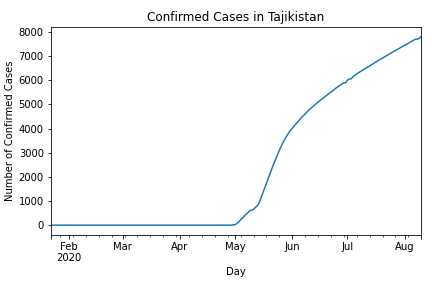 Confirmed Cases in Tajikistan
Number of Confirmed Cases
8000
7000
6000
5000
4000
3000
2000
1000
0
Feb Mar Apr May Jun Jul Aug
2020
Day